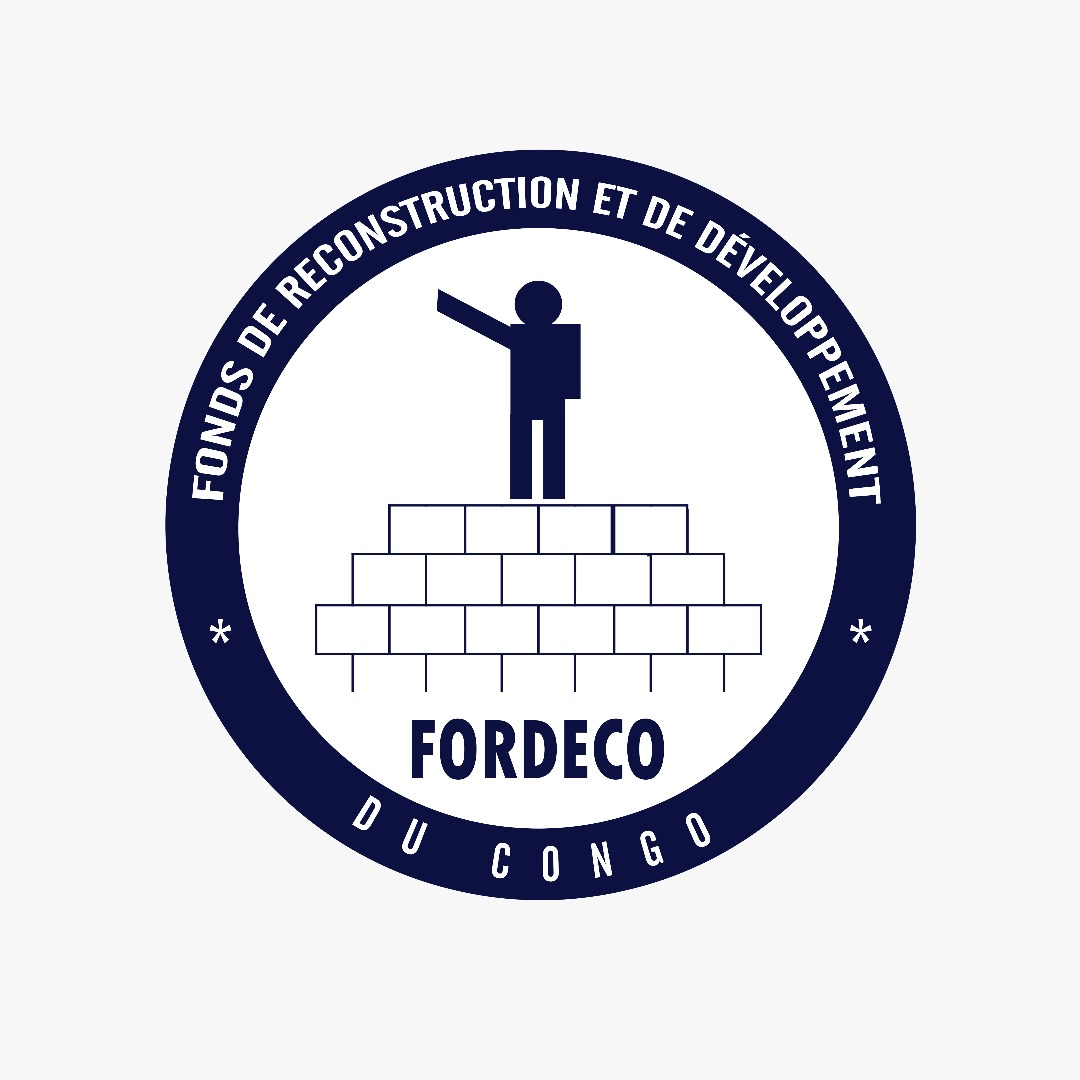 FONDS DE RECONSTRUCTION ET DE DÉVELOPPEMENT
* *
FORDECO
DU CONGO